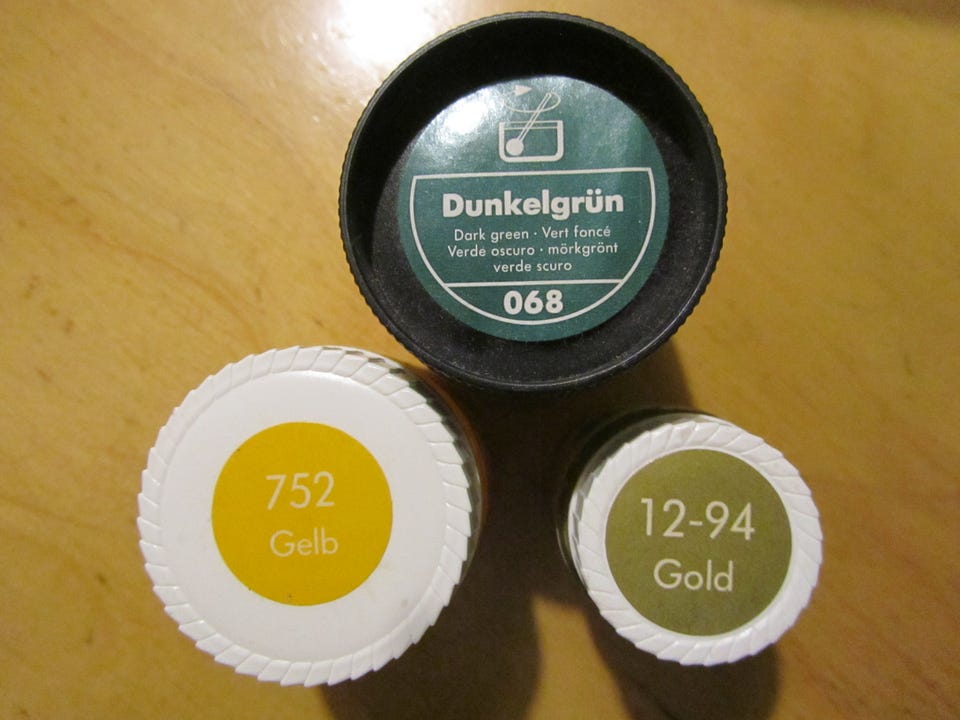 Dunkelgrün
Dark green · Vert foncé
Verde oscuro · mörkgrönt
verde scuro
068
752
Gelb
12-94
Gold